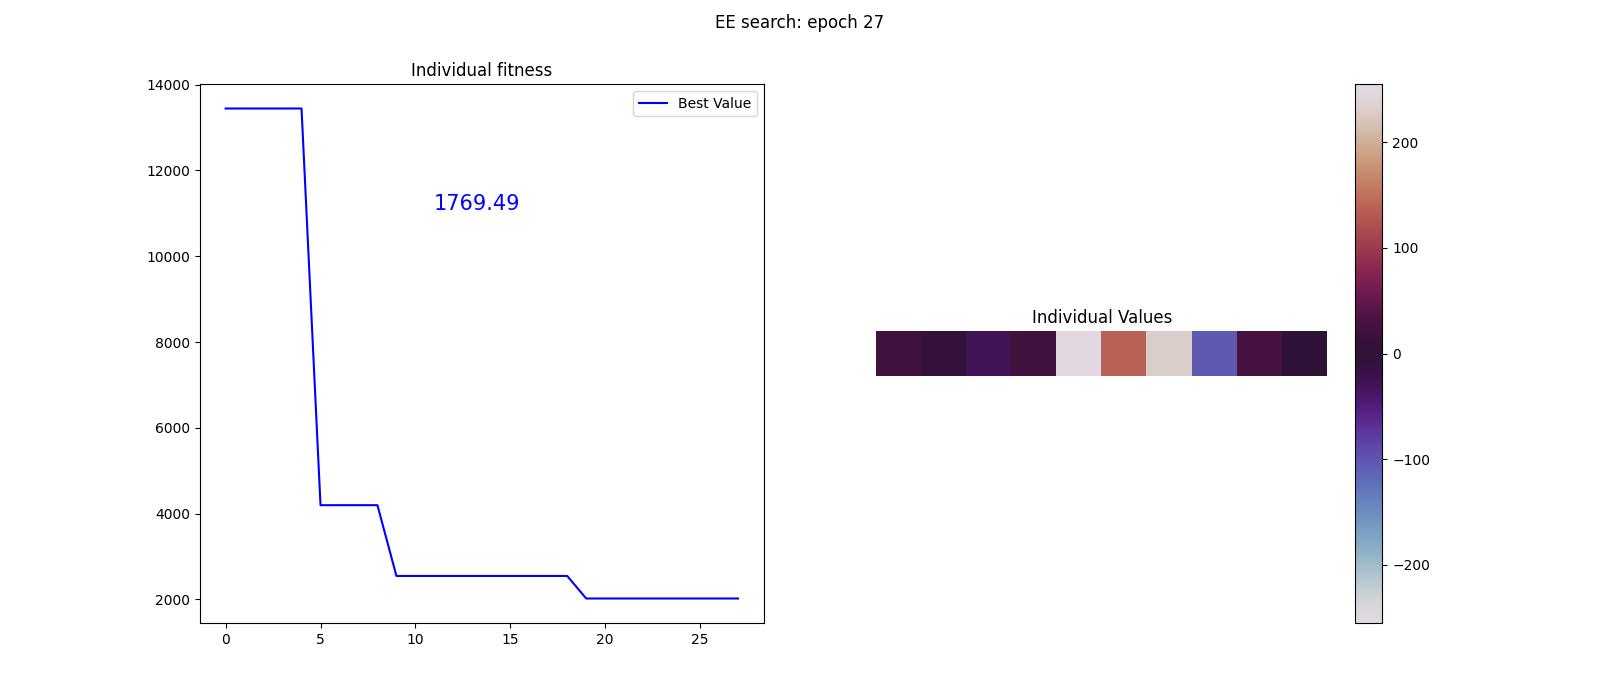 EE search: epoch 27
Individual fitness
14000
12000
10000
8000
6000
4000
2000
0 5 10 15 20 25
Best Value
1769.49
Individual Values
200
100
0
−100
−200